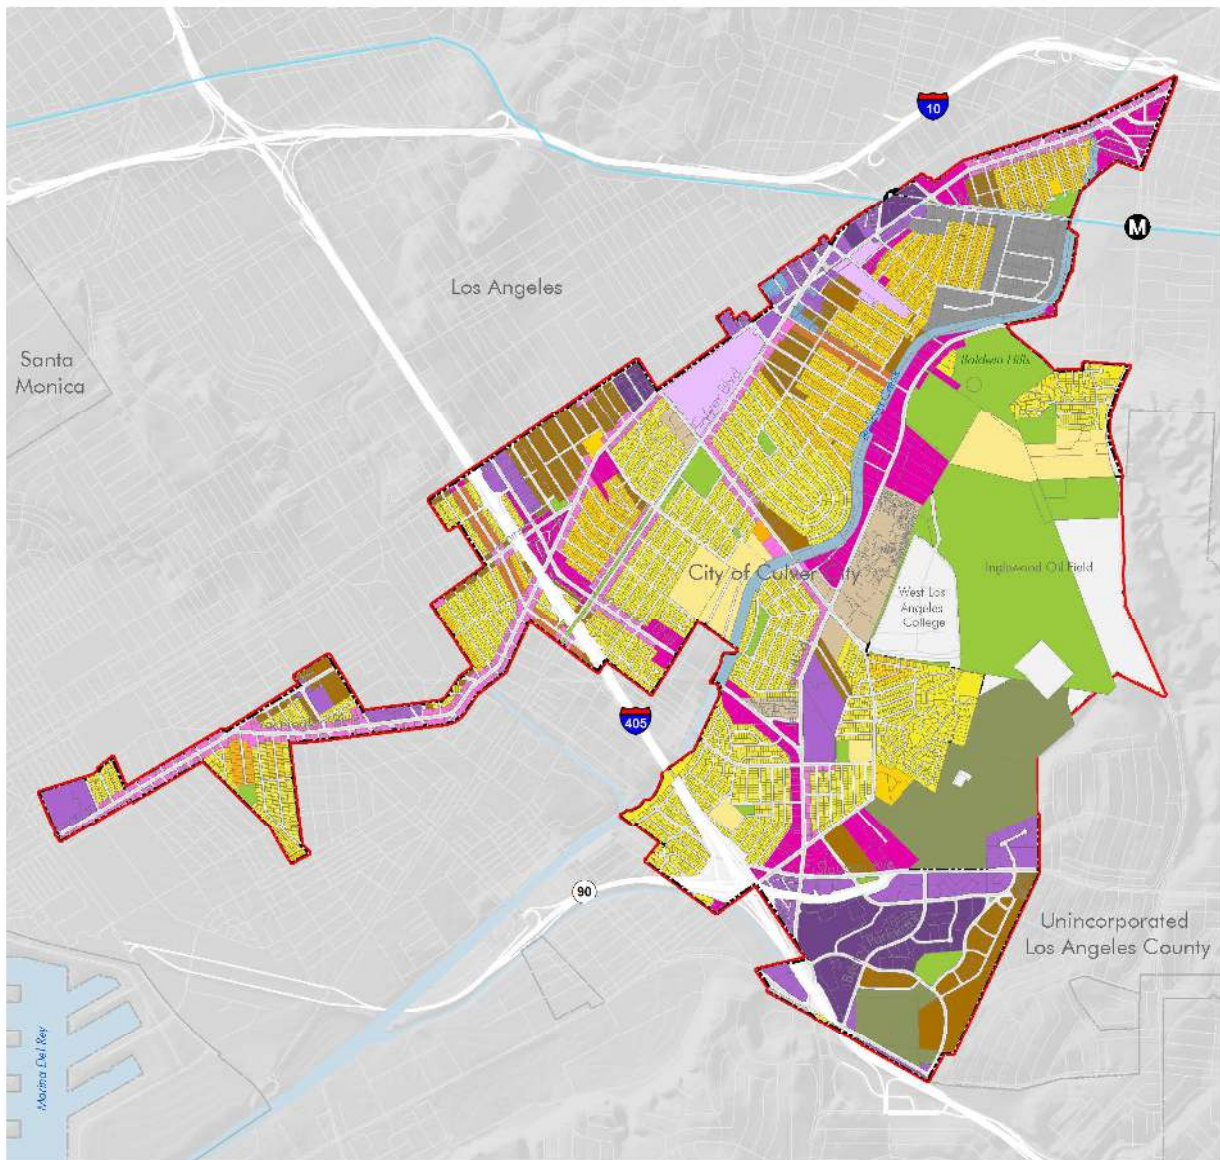 10
M
Los Angeles
Santa
Monica
Baldwin Hills
City of Culver City
Inglewood Oil Field
West Los
Angeles
College
405
90
Unincorporated
Los Angeles County
Marina Del Rey